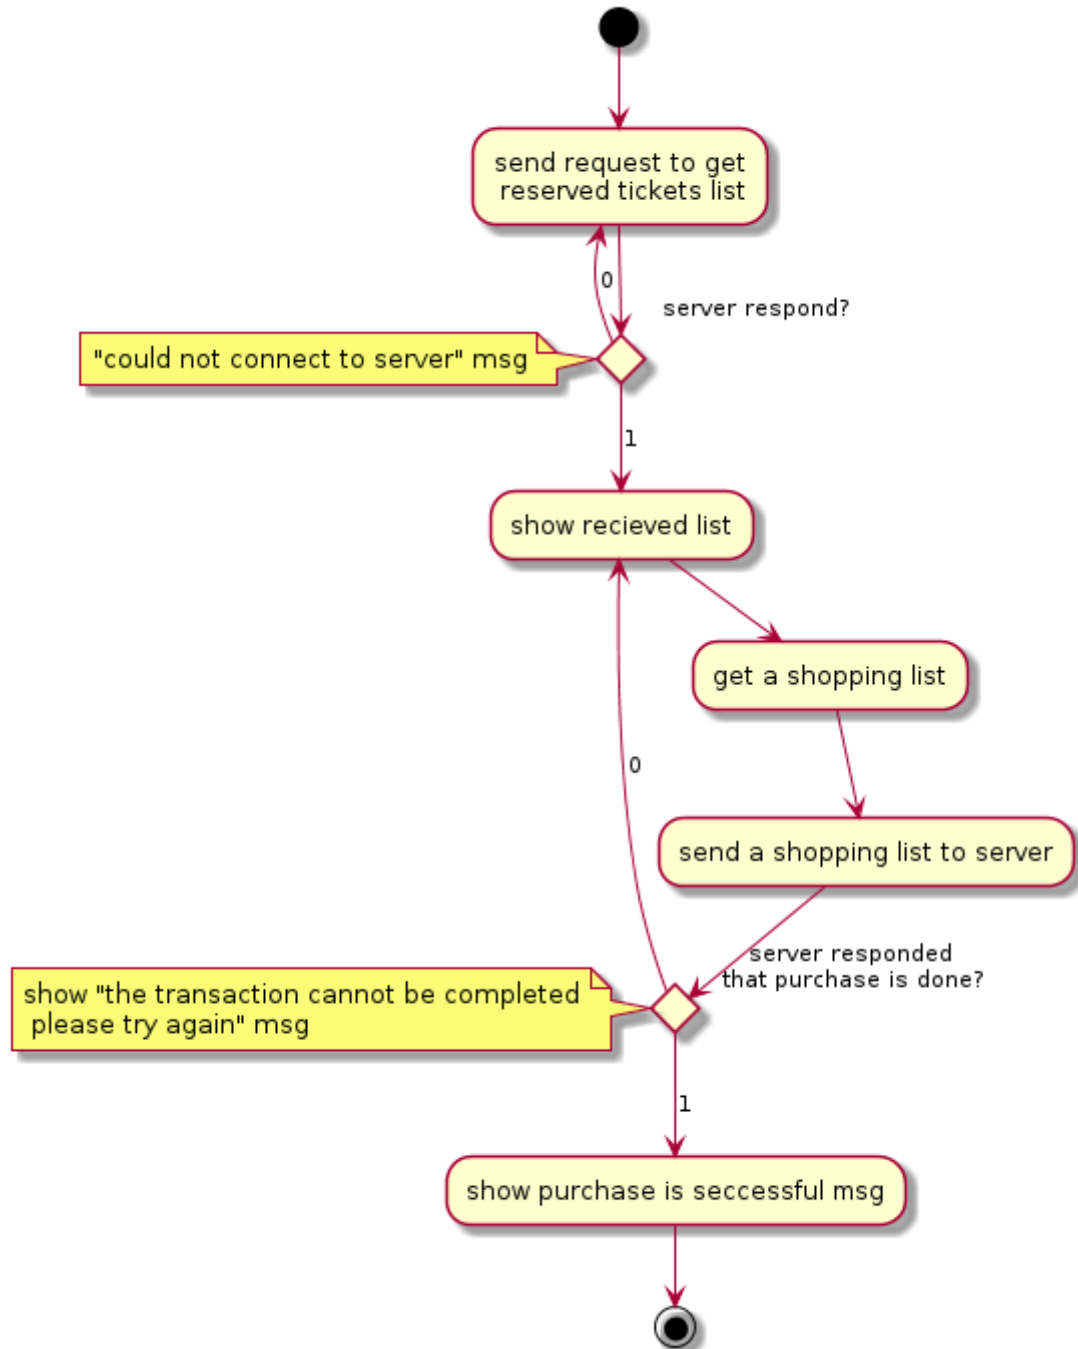 send request to get
reserved tickets list
0
server respond?
"could not connect to server" msg
1
show recieved list
get a shopping list
0
send a shopping list to server
server responded
that purchase is done?
show "the transaction cannot be completed
please try again" msg
1
show purchase is seccessful msg